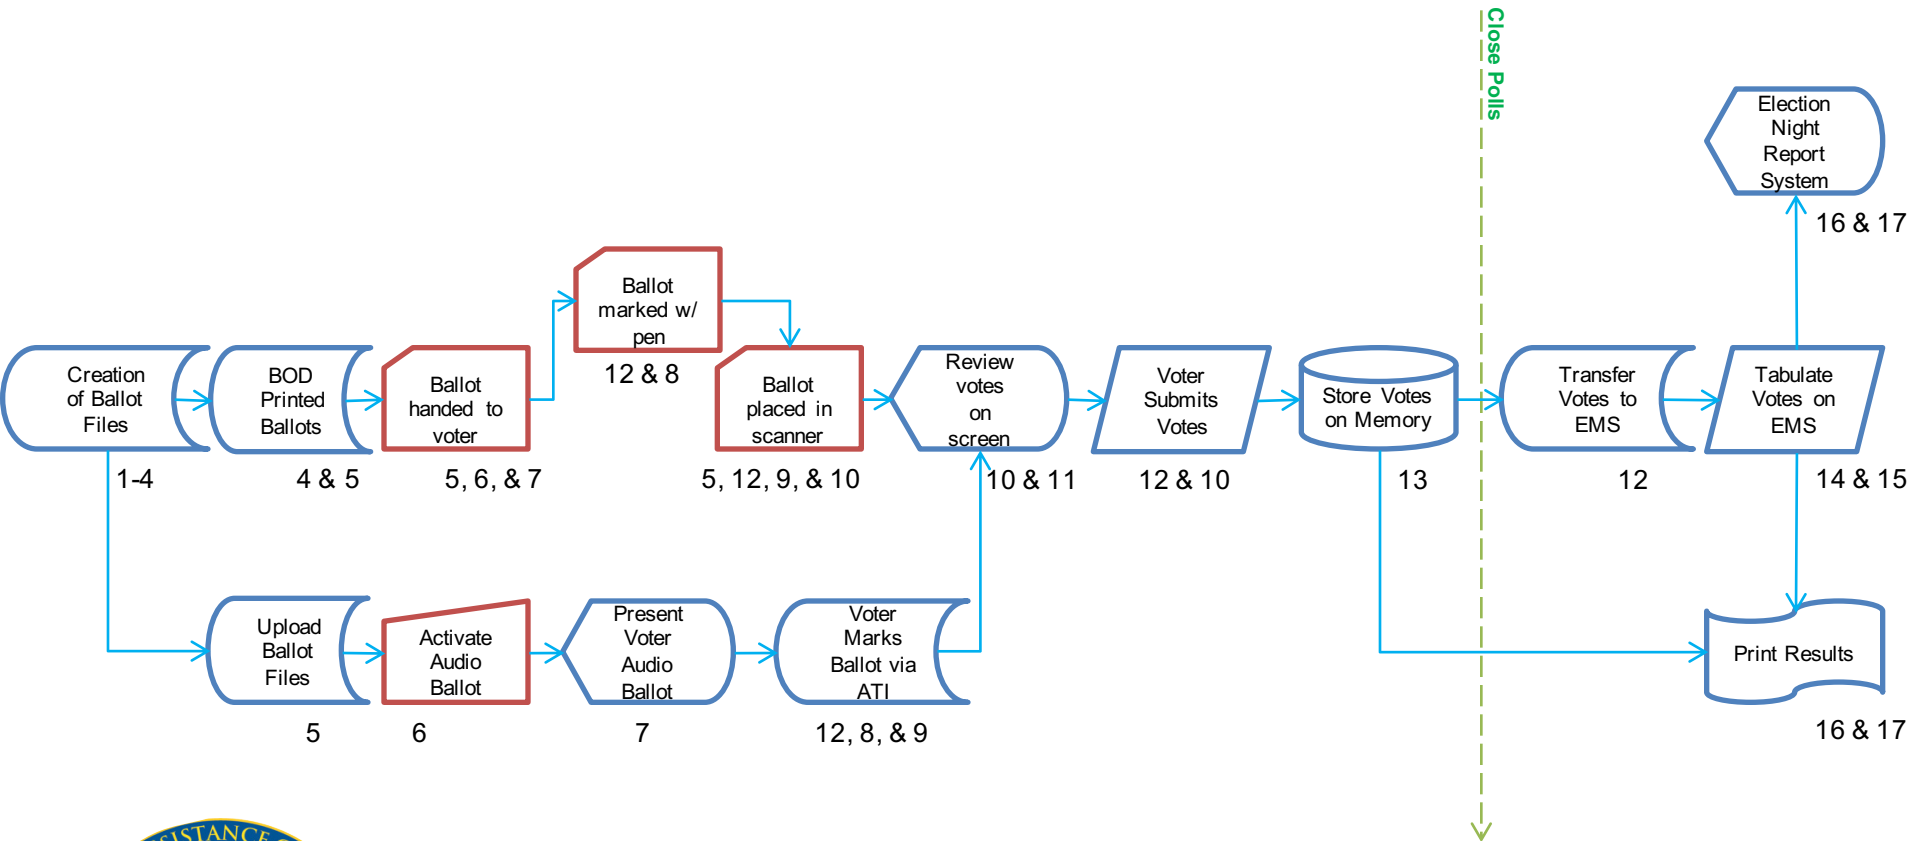 Close Polls
Election
Night
Report
System
16 & 17
Ballot
marked w/
pen
12 & 8
Creation
of Ballot
Files
1-4
BOD
Printed
Ballots
4 & 5
Ballot
handed to
voter
5, 6, & 7
Ballot
placed in
scanner
5, 12, 9, & 10
Review
votes
on
screen
10 & 11
Voter
Submits
Votes
12 & 10
Store Votes
on Memory
13
Transfer
Votes to
EMS
12
Tabulate
Votes on
EMS
14 & 15
Upload
Ballot
Files
5
Activate
Audio
Ballot
6
Present
Voter
Audio
Ballot
7
Voter
Marks
Ballot via
ATI
12, 8, & 9
Print Results
16 & 17